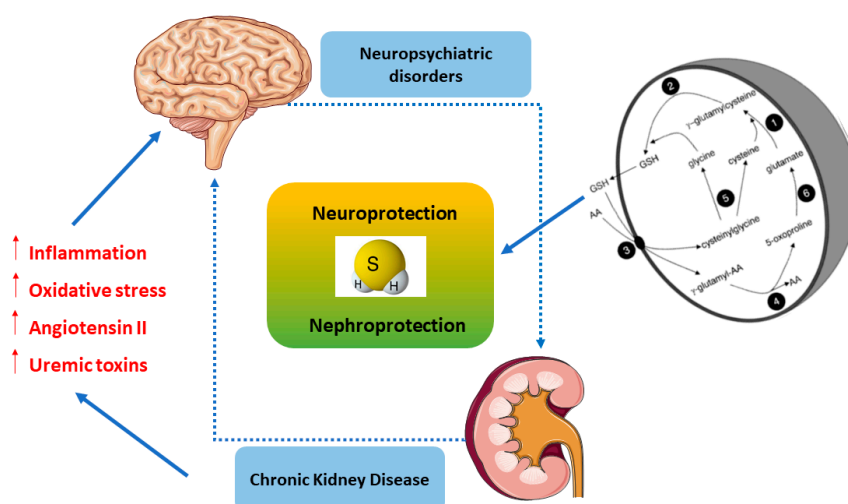 Neuropsychiatric
disorders
Neuroprotection
S
H H
Nephroprotection
↑ Inflammation
↑ Oxidative stress
↑ Angiotensin II
↑ Uremic toxins
Chronic Kidney Disease
2
γ-glutamylcysteine
1
GSH
glycine
cysteine
glutamate
GSH
AA
5
6
3
cysteinylglycine
5-oxoproline
γ-glutamyl-AA
4
AA